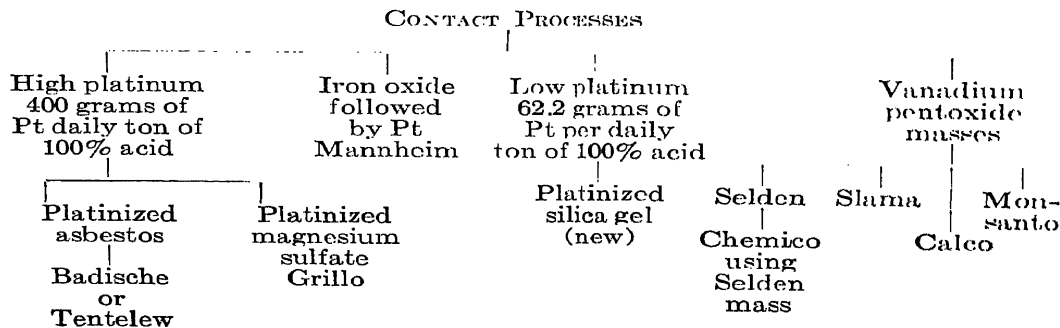 CONTACT PROCESSES
High platinum
400 grams of
Pt daily ton of
100% acid
Iron oxide
followed
by Pt
Mannheim
Low platinum
62.2 grams of
Pt per daily
ton of 100% acid
Vanadium
pentoxide
masses
Platinized
asbestos
Badische
or
Tentelew
Platinized
magnesium
sulfate
Grillo
Platinized
silica gel
(new)
Selden
Chemico
using
Selden
mass
Slama
Calco
Mon-
santo